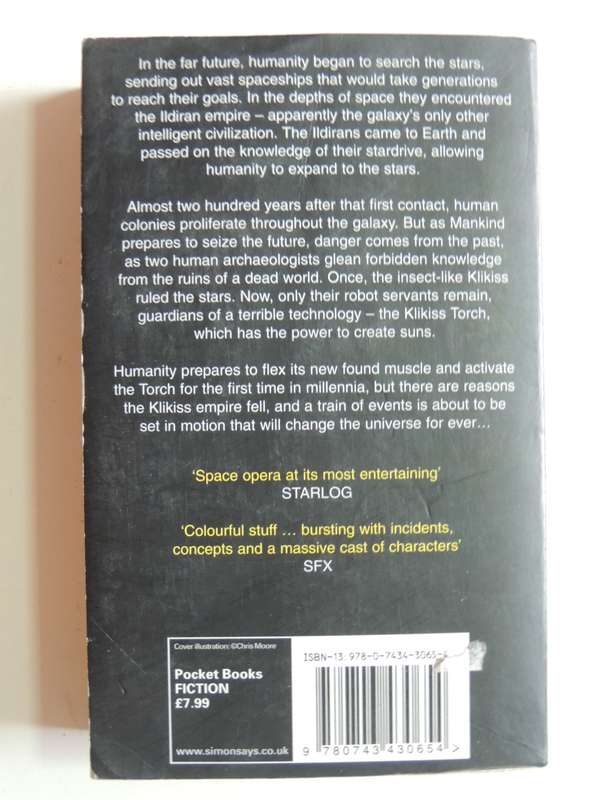 In the far future, humanity began to search the stars,
sending out vast spaceships that would take generations
to reach their goals. In the depths of space they encountered
the Ildiran empire – apparently the galaxy's only other
intelligent civilization. The Ildirans came to Earth and
passed on the knowledge of their stardrive, allowing
humanity to expand to the stars.
Almost two hundred years after that first contact, human
colonies proliferate throughout the galaxy. But as Mankind
prepares to seize the future, danger comes from the past,
as two human archaeologists glean forbidden knowledge
from the ruins of a dead world. Once, the insect-like Klikiss
ruled the stars. Now, only their robot servants remain,
guardians of a terrible technology – the Klikiss Torch,
which has the power to create suns.
Humanity prepares to flex its new found muscle and activate
the Torch for the first time in millennia, but there are reasons
the Klikiss empire fell, and a train of events is about to be
set in motion that will change the universe for ever…
'Space opera at its most entertaining'
STARLOG
'Colourful stuff … bursting with incidents,
concepts and a massive cast of characters'
SFX
Cover illustration: ©Chris Moore
Pocket Books
FICTION
£7.99
www.simonsays.co.uk
ISBN-13: 978-0-7434-3065-4
9 780743 430654 >